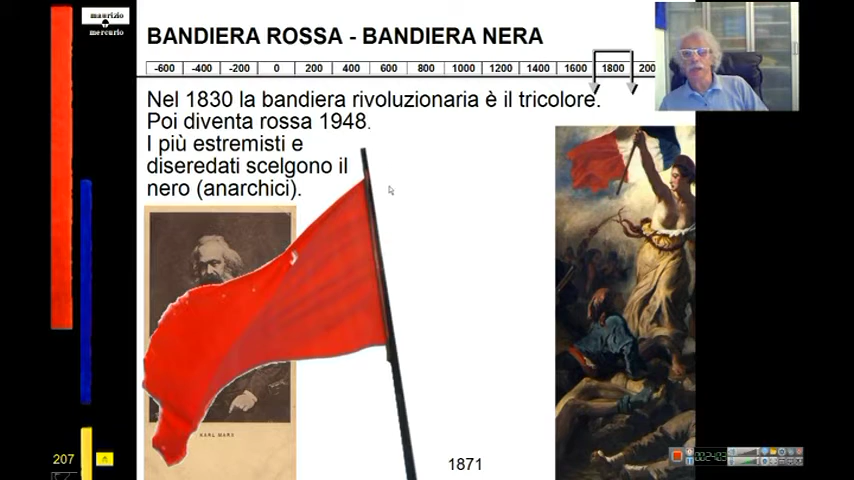 maurizio
mercurio
BANDIERA ROSSA - BANDIERA NERA
-600 -400 -200 0 200 400 600 800 1000 1200 1400 1600 1800 200
Nel 1830 la bandiera rivoluzionaria è il tricolore.
Poi diventa rossa 1948.
I più estremisti e
diseredati scelgono il
nero (anarchici).
KARL MARX
1871
207